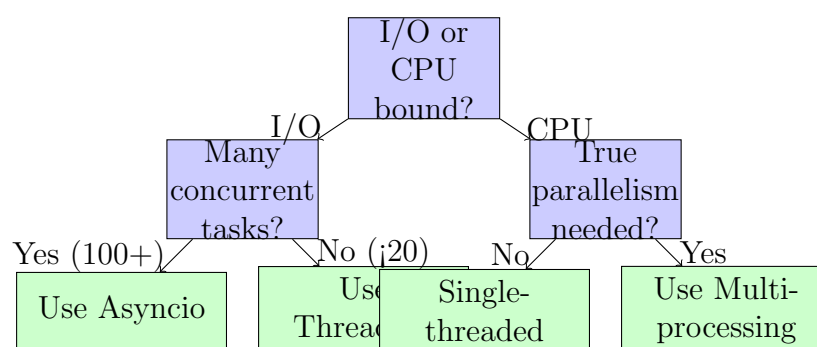 I/O or
CPU
bound?
I/O
CPU
Many
concurrent
tasks?
True
parallelism
needed?
Yes (100+)
No (¡20)
No
Yes
Use Asyncio
Use
Single-
threaded
Use Multi-
processing